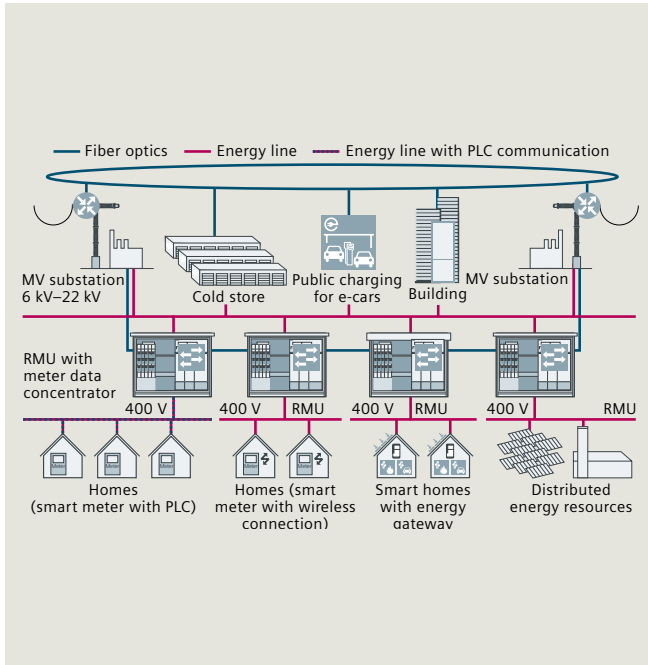 Fiber optics
Energy line
Energy line with PLC communication
MV substation
6 kV–22 kV
Cold store
Public charging
for e-cars
Building
MV substation
RMU with
meter data
concentrator
400 V
400 V
RMU
400 V
RMU
400 V
RMU
Meter
Meter
Meter
Meter
Meter
Homes
(smart meter with PLC)
Homes (smart
meter with wireless
connection)
Smart homes
with energy
gateway
Distributed
energy resources